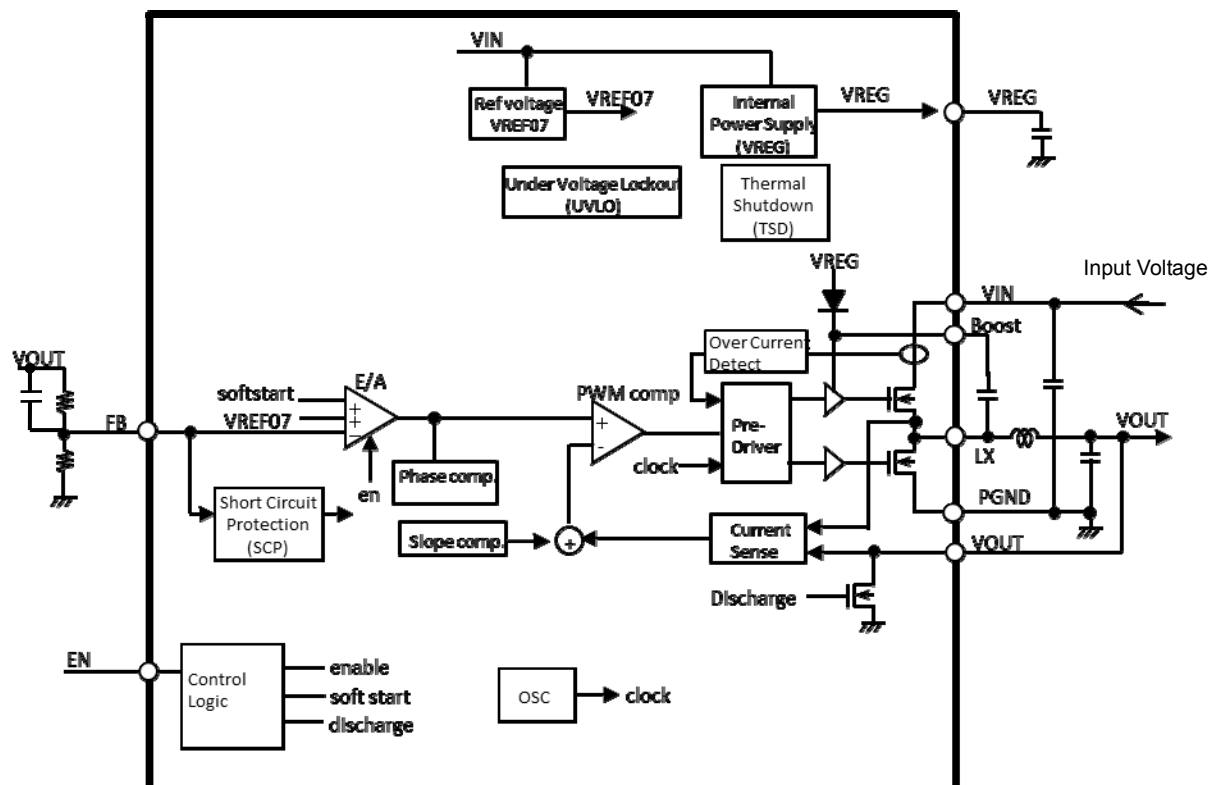 VIN
Ref voltage
VREF07
VREF07
Internal
Power Supply
(VREG)
VREG
VREG
Under Voltage Lockout
(UVLO)
Thermal
Shutdown
(TSD)
VREG
Input Voltage
VIN
Boost
Over Current
Detect
VOUT
E/A
softstart
+
PWM comp
FB
VREF07
+
-
+
-
Pre-
Driver
VOUT
LX
clock
Phase comp.
en
PGND
Short Circuit
Protection
(SCP)
Slope comp.
+
Current
Sense
VOUT
Discharge
EN
Control
Logic
enable
soft start
discharge
OSC
clock